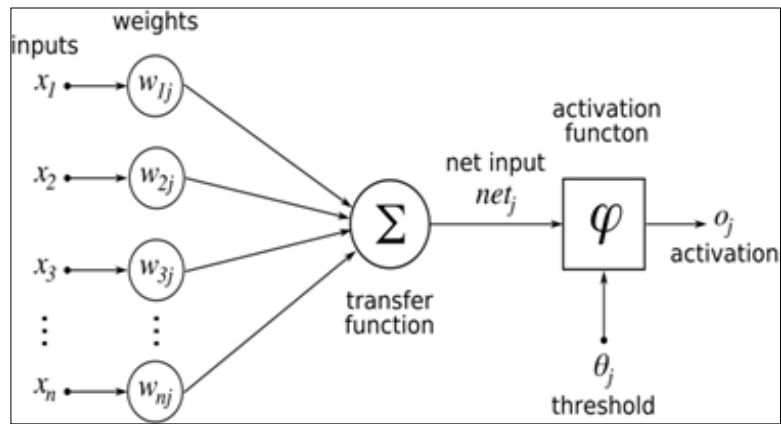 weights
inputs
x1 w1j
activation
functon
x2 w2j
net input
netj
Σ
φ
oj
activation
x3 w3j
transfer
function
⋮ ⋮
θj
xn wnj
threshold